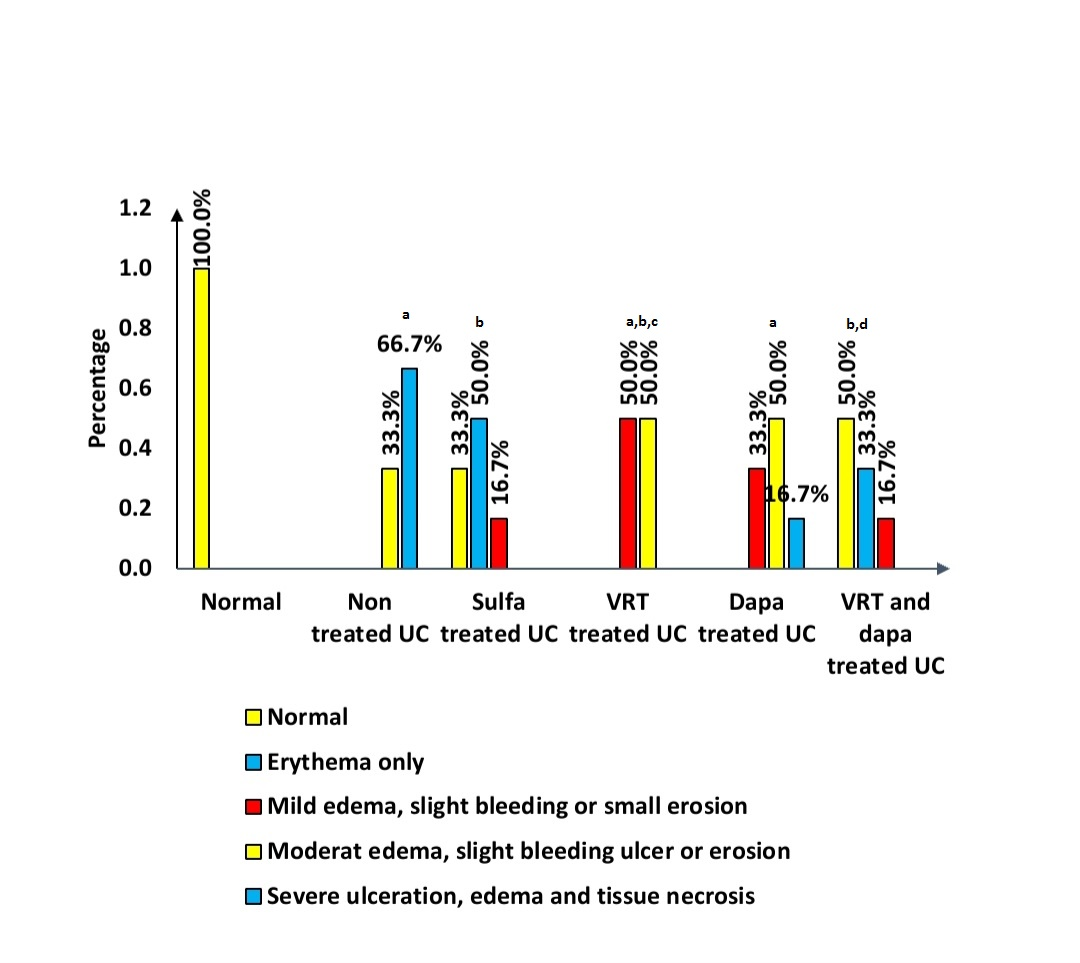 1.2
1.0
0.8
0.6
0.4
0.2
0.0
Percentage
100.0%
a
33.3%
66.7%
b
33.3%
50.0%
16.7%
a,b,c
50.0%
50.0%
a
33.3%
50.0%
16.7%
b,d
50.0%
33.3%
16.7%
Normal
Non
treated UC
Sulfa
treated UC
VRT
treated UC
Dapa
treated UC
VRT and
dapa
treated UC
Normal
Erythema only
Mild edema, slight bleeding or small erosion
Moderat edema, slight bleeding ulcer or erosion
Severe ulceration, edema and tissue necrosis